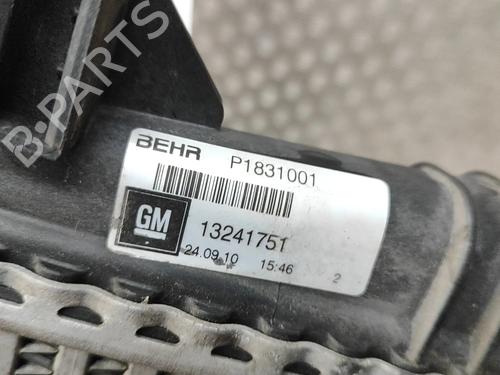 B-PARTS
BEHR P1831001
GM 13241751
24.09.10 15:46 2